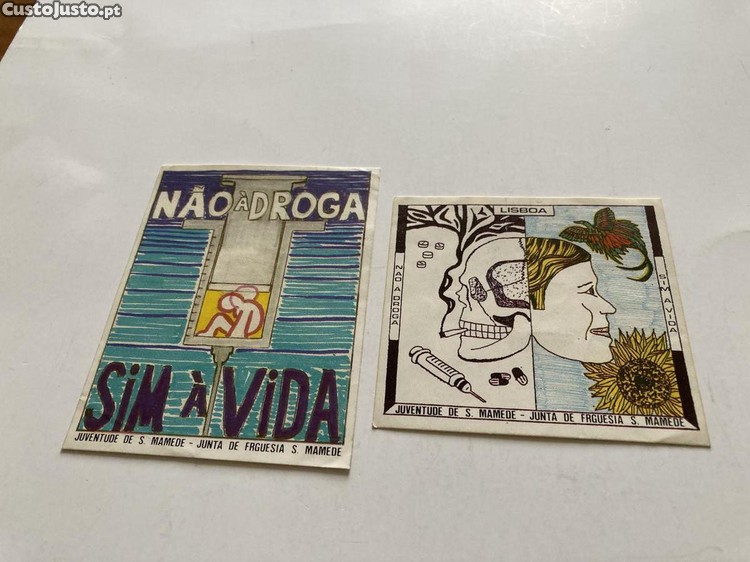 CustoJusto.pt
NÃO À DROGA
SiM À ViDA
JUVENTUDE DE S. MAMEDE - JUNTA DE FRGUESIA S. MAMEDE
LISBOA
NÃO A DROGA
SIM A VIDA
JUVENTUDE DE S. MAMEDE - JUNTA DE FRGUESIA S. MAMEDE